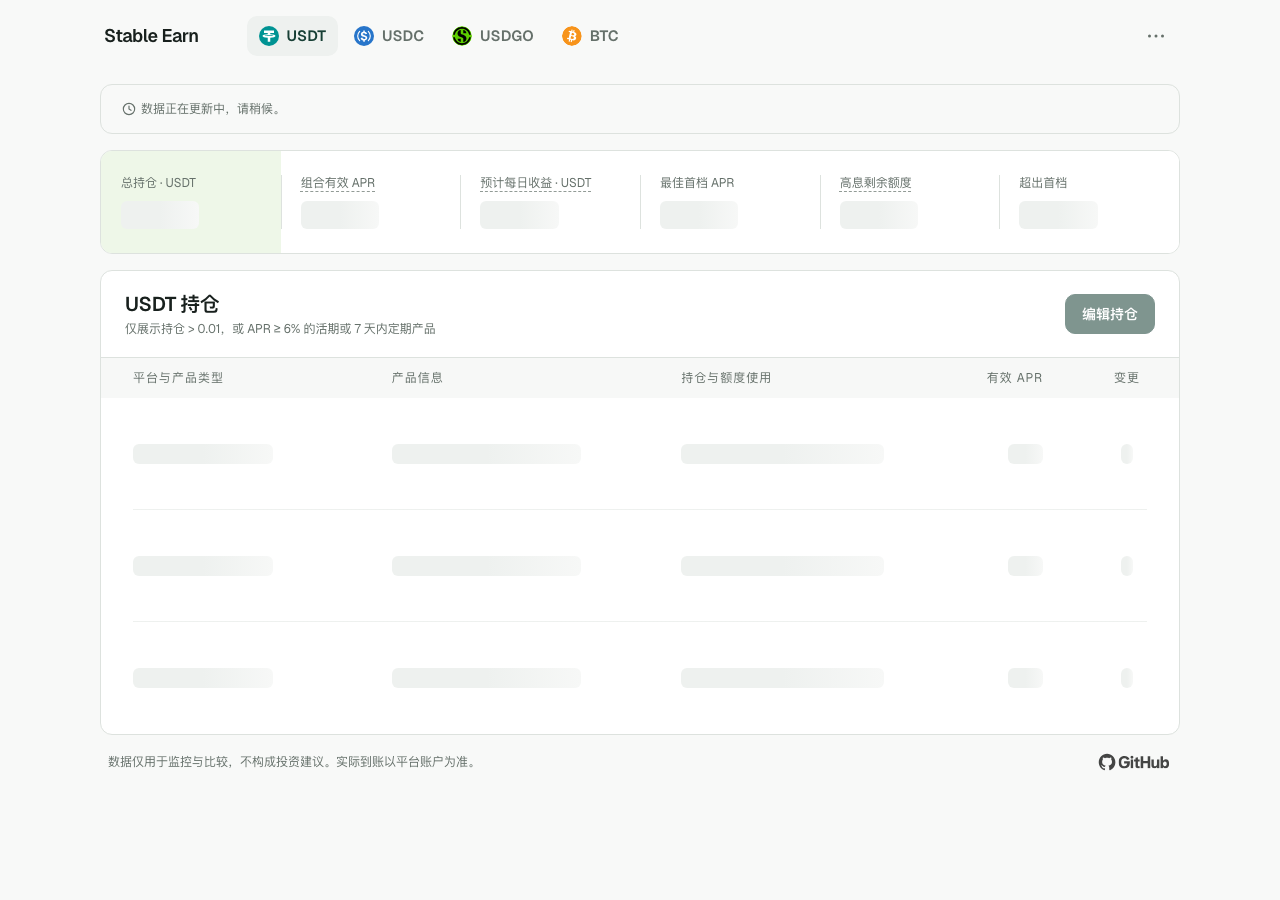 Stable Earn
USDT
USDC
USDGO
BTC
数据正在更新中，请稍候。
总持仓 · USDT
组合有效 APR
预计每日收益 · USDT
最佳首档 APR
高息剩余额度
超出首档
USDT 持仓
仅展示持仓 > 0.01，或 APR ≥ 6% 的活期或 7 天内定期产品
编辑持仓
平台与产品类型
产品信息
持仓与额度使用
有效 APR
变更
数据仅用于监控与比较，不构成投资建议。实际到账以平台账户为准。
GitHub